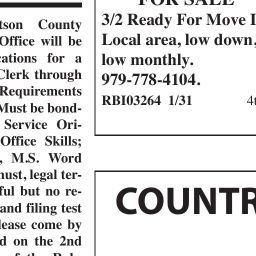 tson County
Office will be
cations for a
Clerk through
Requirements
Must be bond-
Service Ori-
Office Skills;
, M.S. Word
must, legal ter-
ful but no re-
and filing test
lease come by
d on the 2nd
FOR SALE
3/2 Ready For Move I
Local area, low down,
low monthly.
979-778-4104.
RBI03264 1/31 4t
COUNTR